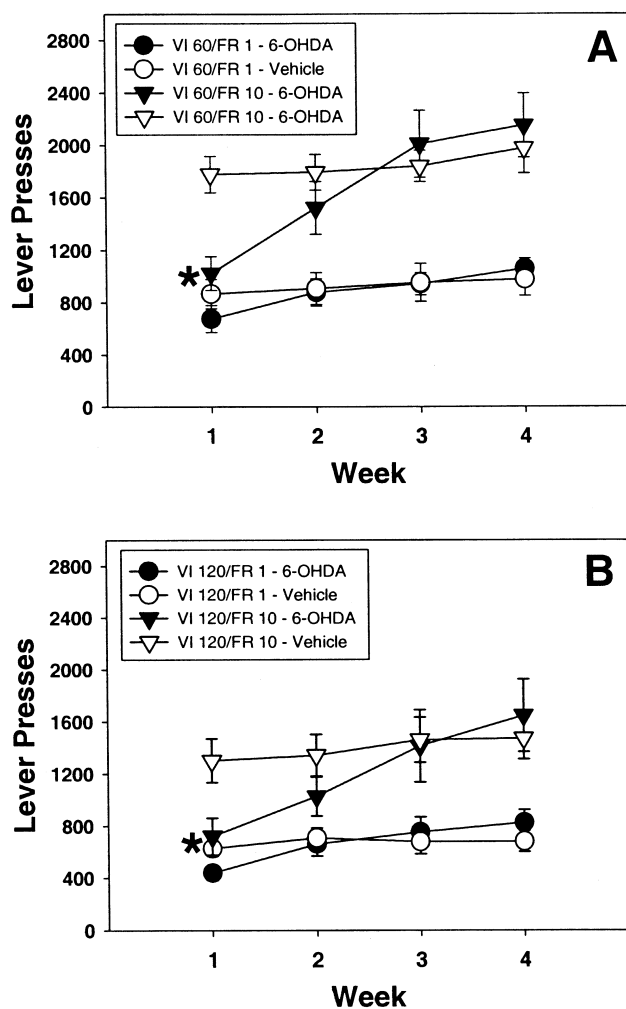 A
VI 60/FR 1 - 6-OHDA
VI 60/FR 1 - Vehicle
VI 60/FR 10 - 6-OHDA
VI 60/FR 10 - 6-OHDA
2800
2400
2000
1600
1200
800
400
0
Lever Presses
*
1 2 3 4
Week
B
VI 120/FR 1 - 6-OHDA
VI 120/FR 1 - Vehicle
VI 120/FR 10 - 6-OHDA
VI 120/FR 10 - Vehicle
2800
2400
2000
1600
1200
800
400
0
Lever Presses
*
1 2 3 4
Week